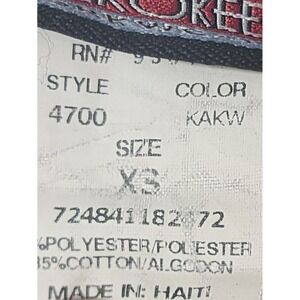 RN#
STYLE COLOR
4700 KAKW
SIZE
XS
724841182472
%POLYESTER/POLIESTER
35%COTTON/ALGODON
MADE IN: HAITI